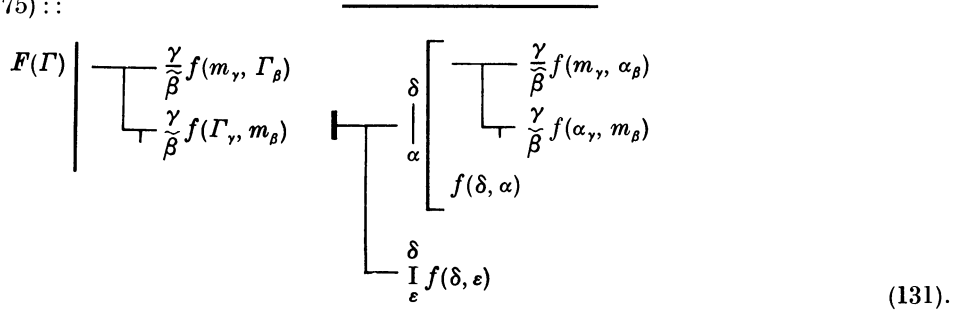 75) : :
F(Γ) | γ/β̃ f(m_γ, Γ_β)
γ/β̃ f(Γ_γ, m_β)
δ | α [ γ/β̃ f(m_γ, α_β)
γ/β̃ f(α_γ, m_β)
f(δ, α)
δ I ε f(δ, ε)
(131).